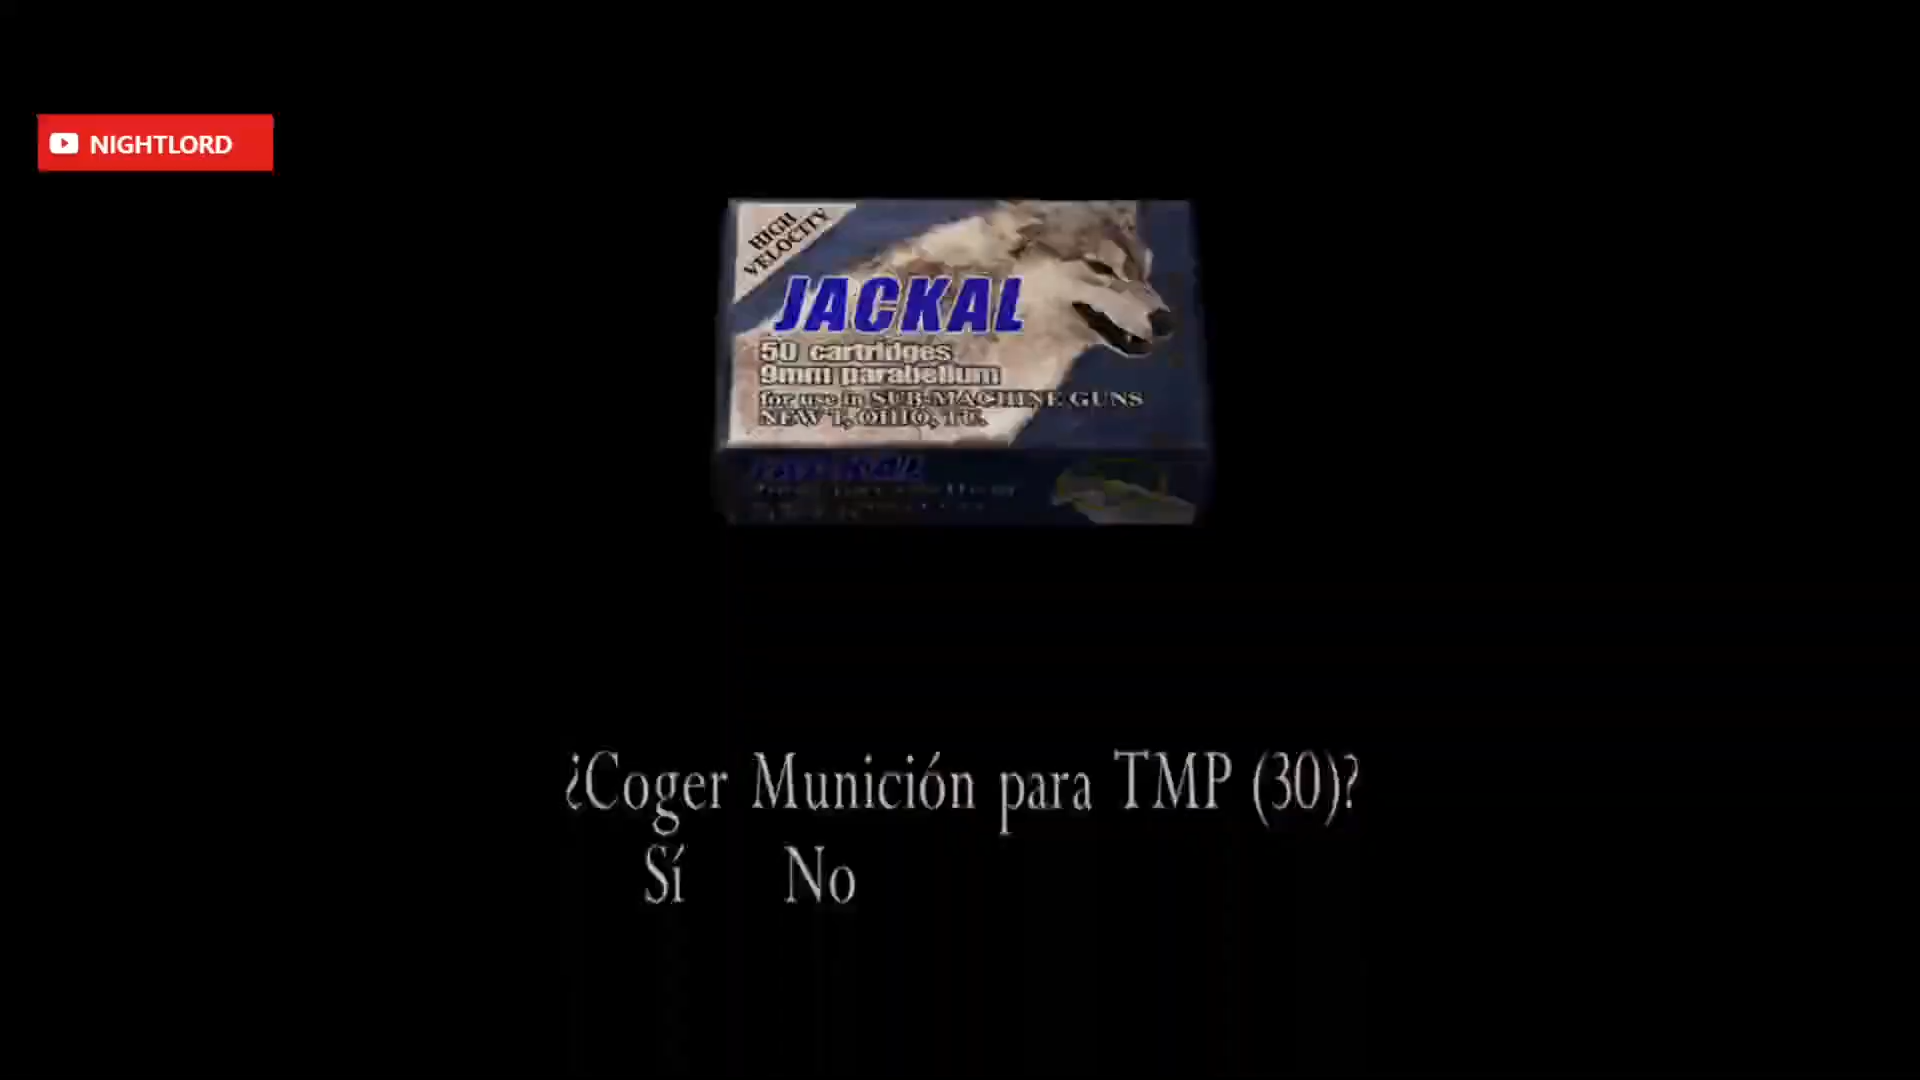 NIGHTLORD
HIGH
VELOCITY
JACKAL
50 cartridges
9mm parabellum
for use in SUB-MACHINE GUNS
OHIO,
¿Coger Munición para TMP (30)?
Sí No